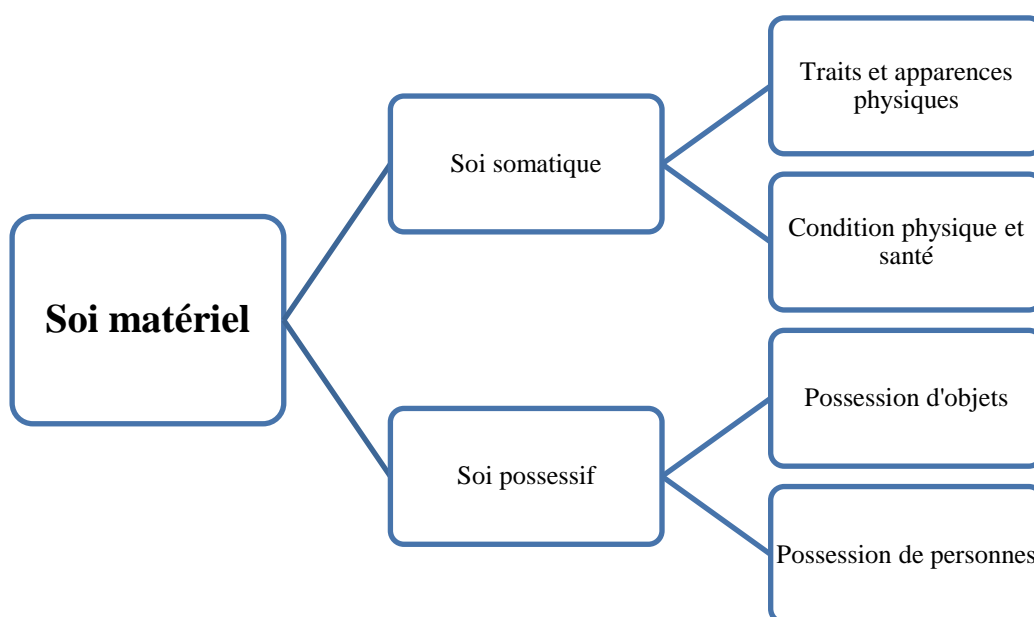 Soi matériel
Soi somatique
Traits et apparences
physiques
Condition physique et
santé
Soi possessif
Possession d'objets
Possession de personnes